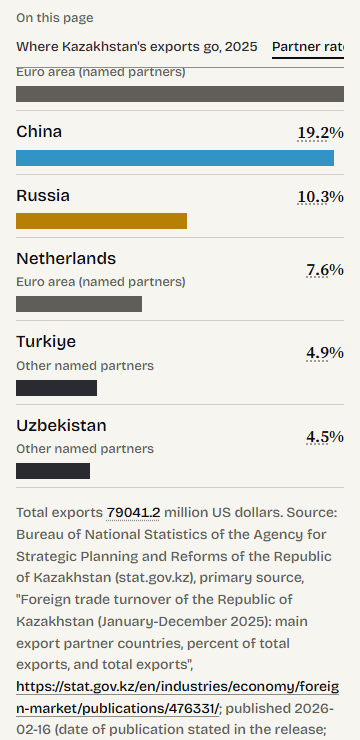 On this page
Where Kazakhstan's exports go, 2025 Partner rate
Euro area (named partners)
China
19.2%
Russia
10.3%
Netherlands
Euro area (named partners)
7.6%
Turkiye
Other named partners
4.9%
Uzbekistan
Other named partners
4.5%
Total exports 79041.2 million US dollars. Source:
Bureau of National Statistics of the Agency for
Strategic Planning and Reforms of the Republic
of Kazakhstan (stat.gov.kz), primary source,
"Foreign trade turnover of the Republic of
Kazakhstan (January-December 2025): main
export partner countries, percent of total
exports, and total exports",
https://stat.gov.kz/en/industries/economy/foreig
n-market/publications/476331/; published 2026-
02-16 (date of publication stated in the release;